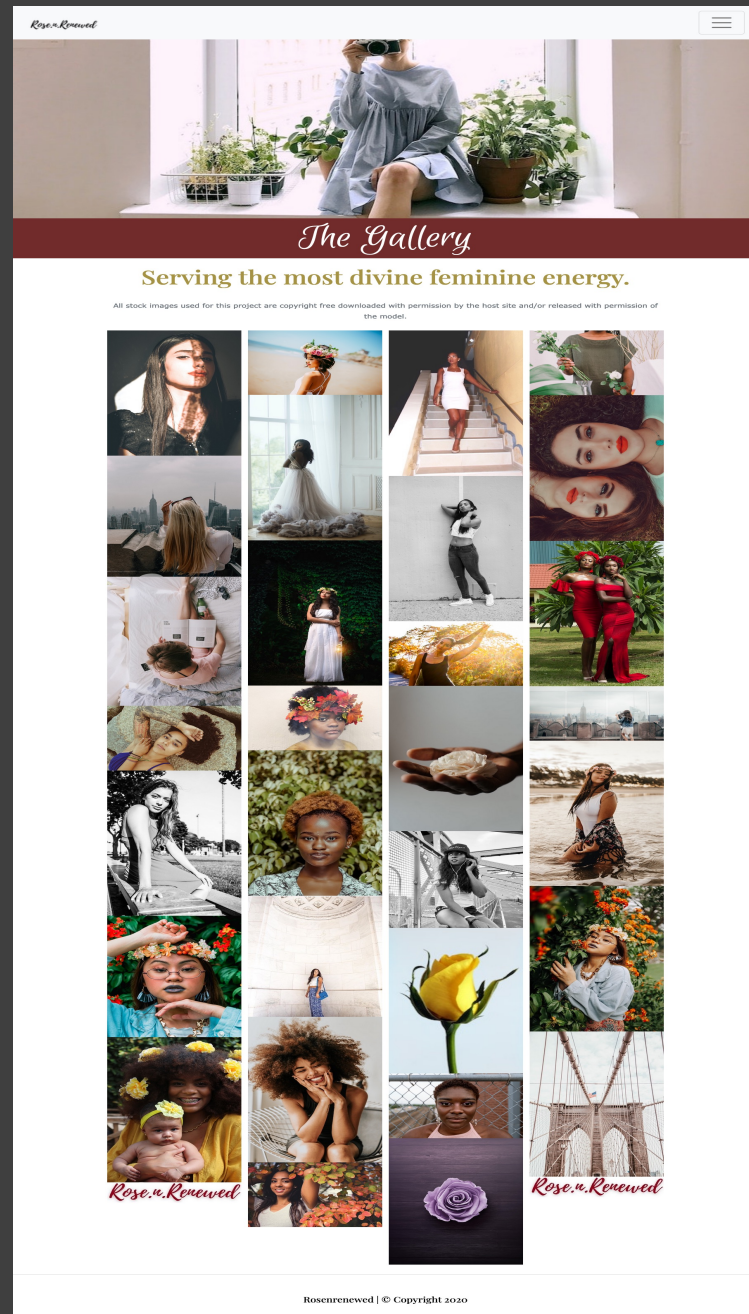 Rose.n.Renewed
The Gallery
Serving the most divine feminine energy.
All stock images used for this project are copyright free downloaded with permission by the host site and/or released with permission of
the model.
Rose.n.Renewed
Rose.n.Renewed
Rosenrenewed | © Copyright 2020